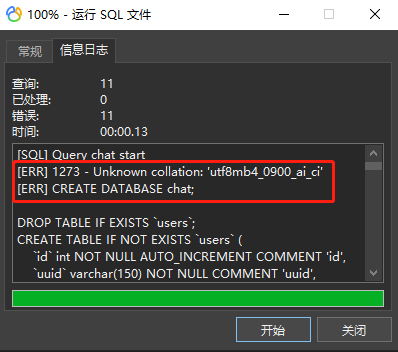 100% - 运行 SQL 文件
常规 信息日志
查询: 11
已处理: 0
错误: 11
时间: 00:00.13
[SQL] Query chat start
[ERR] 1273 - Unknown collation: 'utf8mb4_0900_ai_ci'
[ERR] CREATE DATABASE chat;
DROP TABLE IF EXISTS `users`;
CREATE TABLE IF NOT EXISTS `users` (
`id` int NOT NULL AUTO_INCREMENT COMMENT 'id',
`uuid` varchar(150) NOT NULL COMMENT 'uuid',
开始 关闭